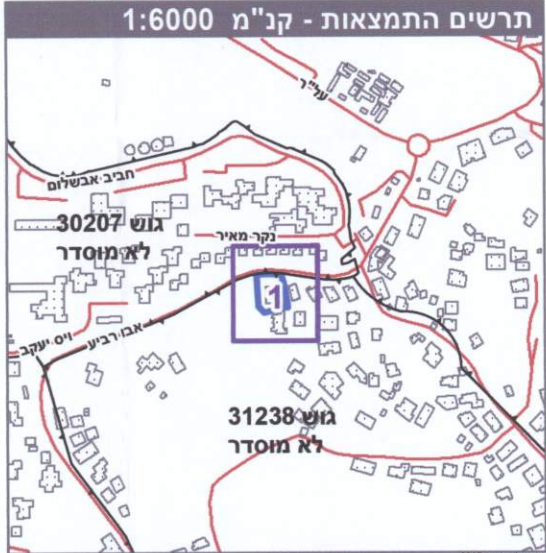 תרשים התמצאות - קנ"מ 1:6000
על"ר
חביב אבשלום
גוש 30207
לא מוסדר
נקר מאיר
1
אבו רביע
ויס יעקב
גוש 31238
לא מוסדר